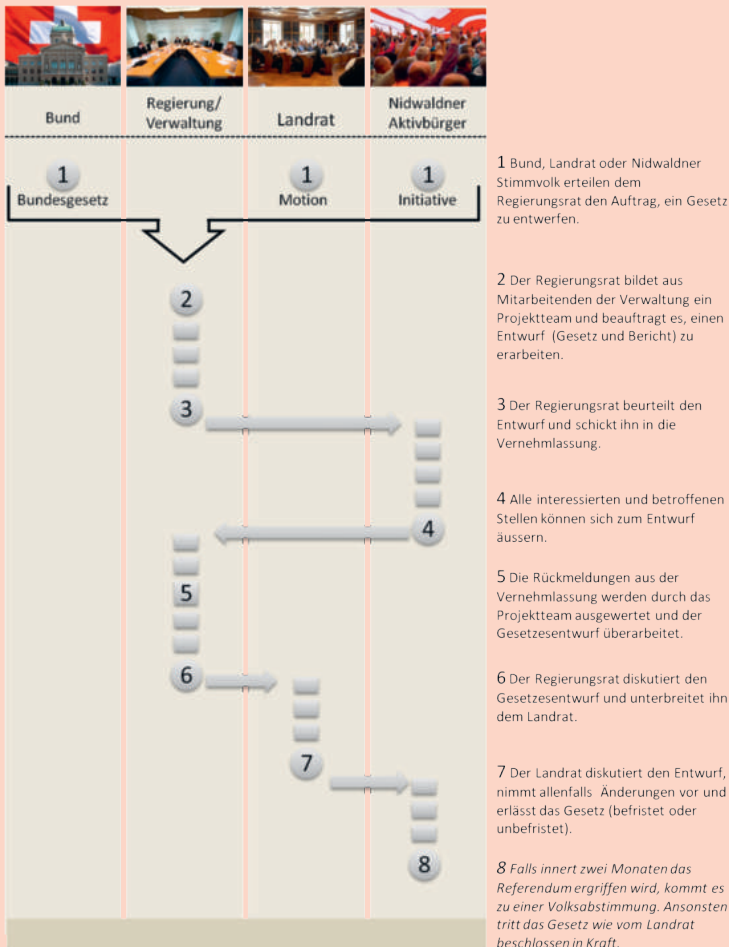 Bund
Regierung/
Verwaltung
Landrat
Nidwaldner
Aktivbürger
1
Bundesgesetz
1
Motion
1
Initiative
2
3
4
5
6
7
8
1 Bund, Landrat oder Nidwaldner
Stimmvolk erteilen dem
Regierungsrat den Auftrag, ein Gesetz
zu entwerfen.
2 Der Regierungsrat bildet aus
Mitarbeitenden der Verwaltung ein
Projektteam und beauftragt es, einen
Entwurf (Gesetz und Bericht) zu
erarbeiten.
3 Der Regierungsrat beurteilt den
Entwurf und schickt ihn in die
Vernehmlassung.
4 Alle interessierten und betroffenen
Stellen können sich zum Entwurf
äussern.
5 Die Rückmeldungen aus der
Vernehmlassung werden durch das
Projektteam ausgewertet und der
Gesetzesentwurf überarbeitet.
6 Der Regierungsrat diskutiert den
Gesetzesentwurf und unterbreitet ihn
dem Landrat.
7 Der Landrat diskutiert den Entwurf,
nimmt allenfalls Änderungen vor und
erlässt das Gesetz (befristet oder
unbefristet).
8 Falls innert zwei Monaten das
Referendum ergriffen wird, kommt es
zu einer Volksabstimmung. Ansonsten
tritt das Gesetz wie vom Landrat
beschlossen in Kraft.